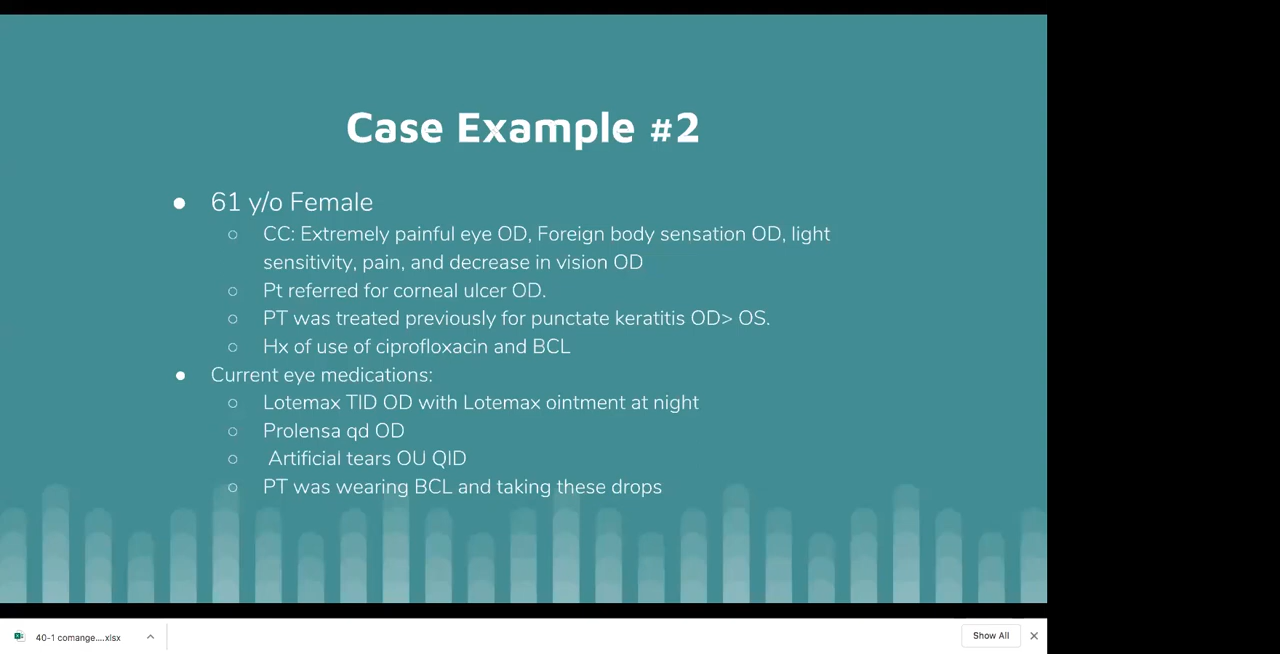 Case Example #2
● 61 y/o Female
○ CC: Extremely painful eye OD, Foreign body sensation OD, light
sensitivity, pain, and decrease in vision OD
○ Pt referred for corneal ulcer OD.
○ PT was treated previously for punctate keratitis OD> OS.
○ Hx of use of ciprofloxacin and BCL
● Current eye medications:
○ Lotemax TID OD with Lotemax ointment at night
○ Prolensa qd OD
○ Artificial tears OU QID
○ PT was wearing BCL and taking these drops
40-1 comange....xlsx
Show All